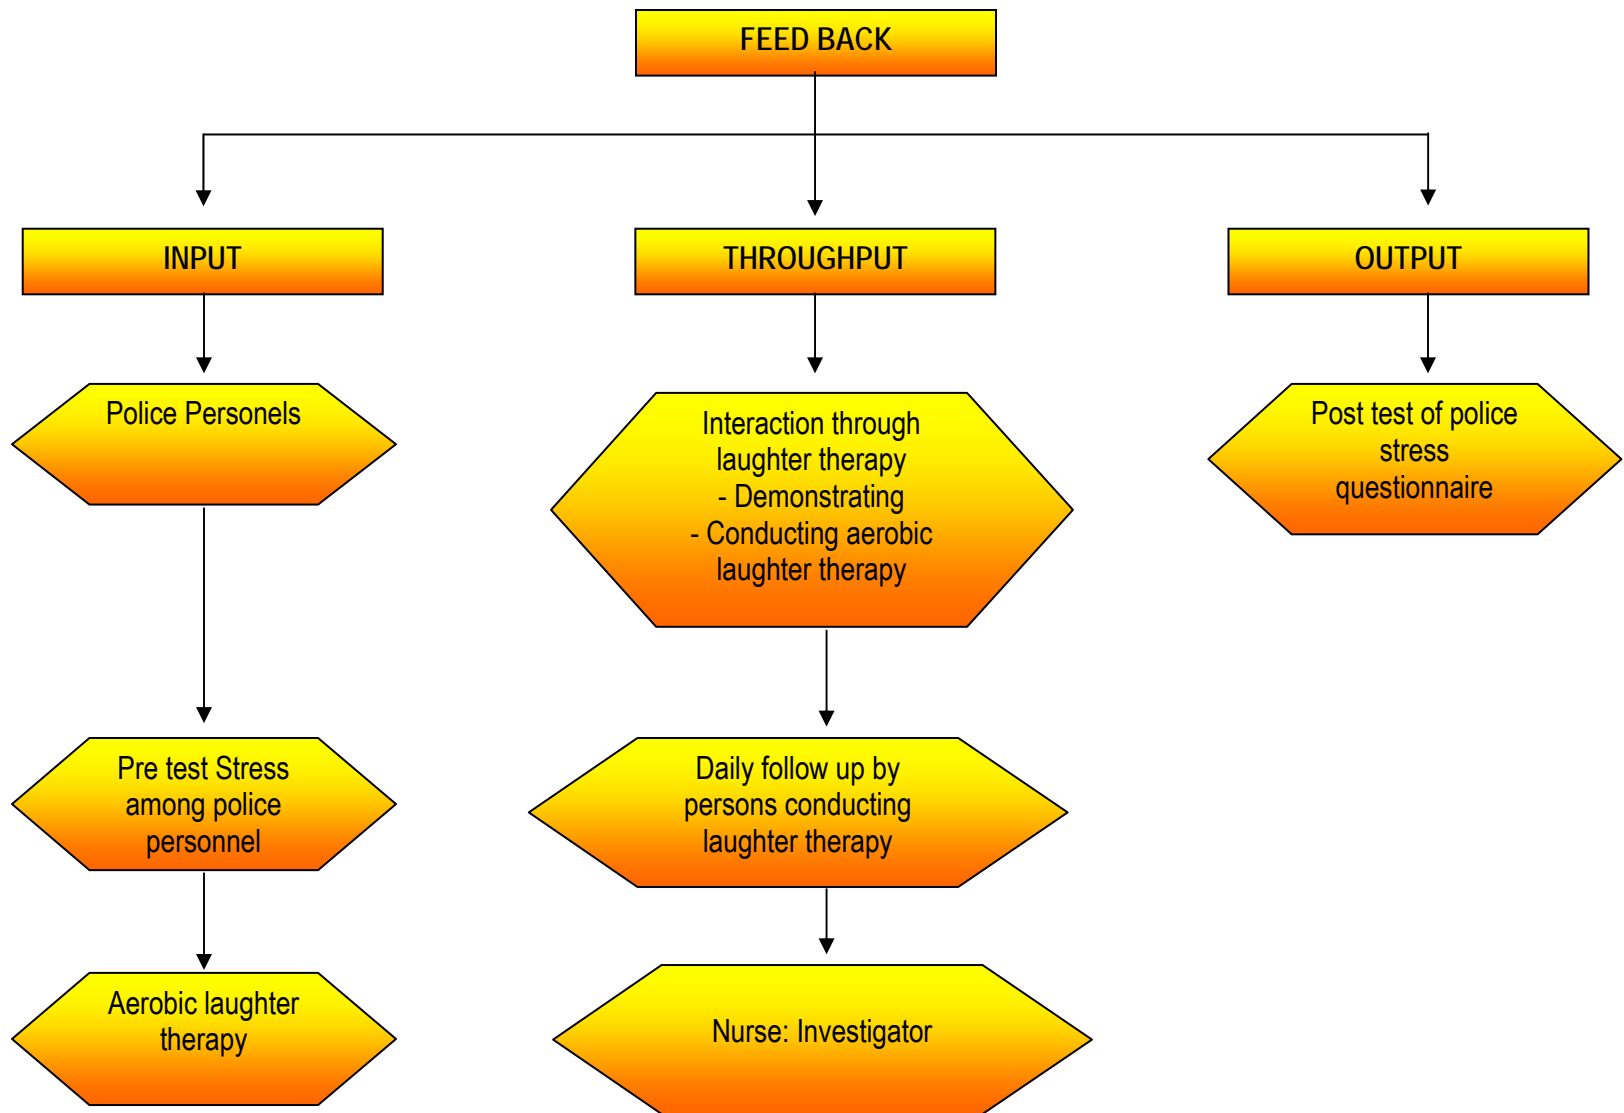 FEED BACK
INPUT
THROUGHPUT
OUTPUT
Police Personels
Interaction through
laughter therapy
- Demonstrating
- Conducting aerobic
laughter therapy
Post test of police
stress
questionnaire
Pre test Stress
among police
personnel
Daily follow up by
persons conducting
laughter therapy
Aerobic laughter
therapy
Nurse: Investigator